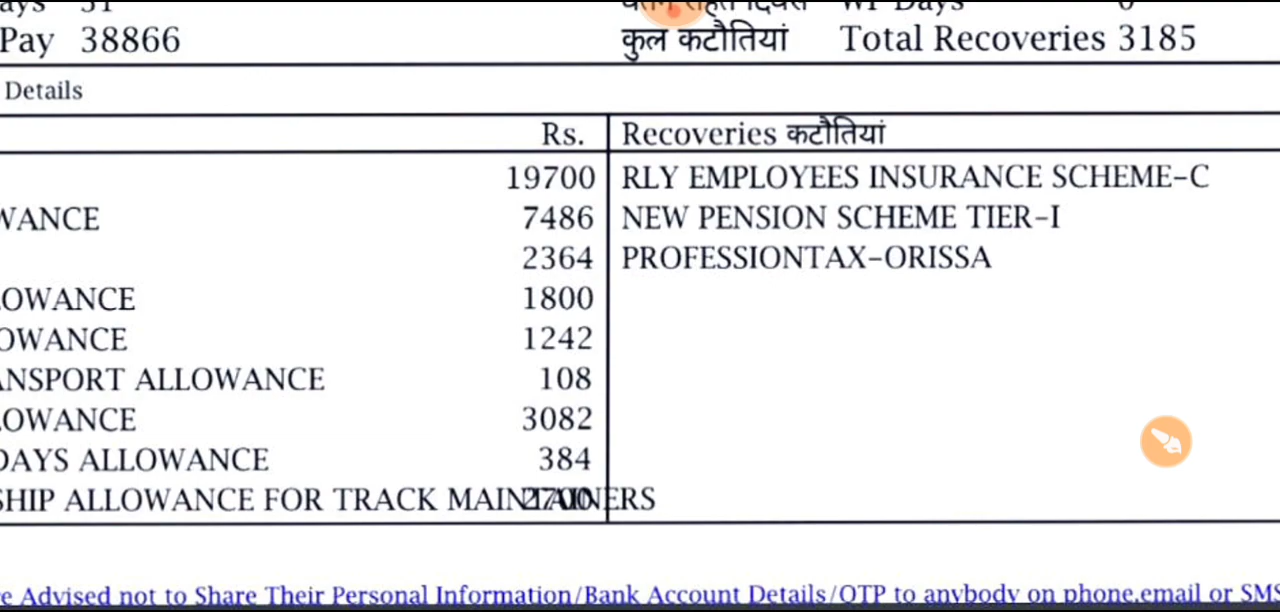 Pay 38866 कुल कटौतियां Total Recoveries 3185
Details
Rs. Recoveries कटौतियां
19700 RLY EMPLOYEES INSURANCE SCHEME-C
WANCE 7486 NEW PENSION SCHEME TIER-I
2364 PROFESSIONTAX-ORISSA
LOWANCE 1800
OWANCE 1242
ANSPORT ALLOWANCE 108
LOWANCE 3082
DAYS ALLOWANCE 384
SHIP ALLOWANCE FOR TRACK MAINTAINERS 2700
e Advised not to Share Their Personal Information/Bank Account Details/OTP to anybody on phone,email or SMS